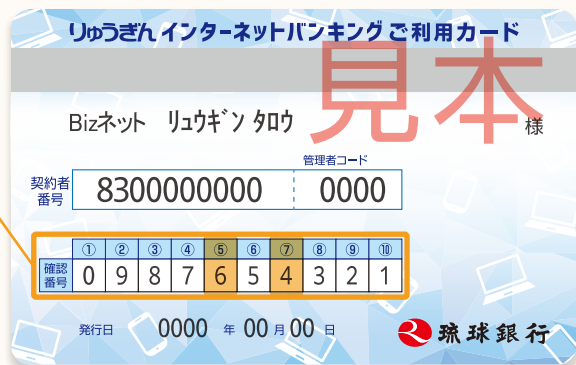 りゅうぎん インターネットバンキング ご利用カード
見本
Bizネット リュウギン タロウ 様
管理者コード
契約者番号 8300000000 0000
① ② ③ ④ ⑤ ⑥ ⑦ ⑧ ⑨ ⑩
確認番号 0 9 8 7 6 5 4 3 2 1
発行日 0000 年 00 月 00 日
琉球銀行